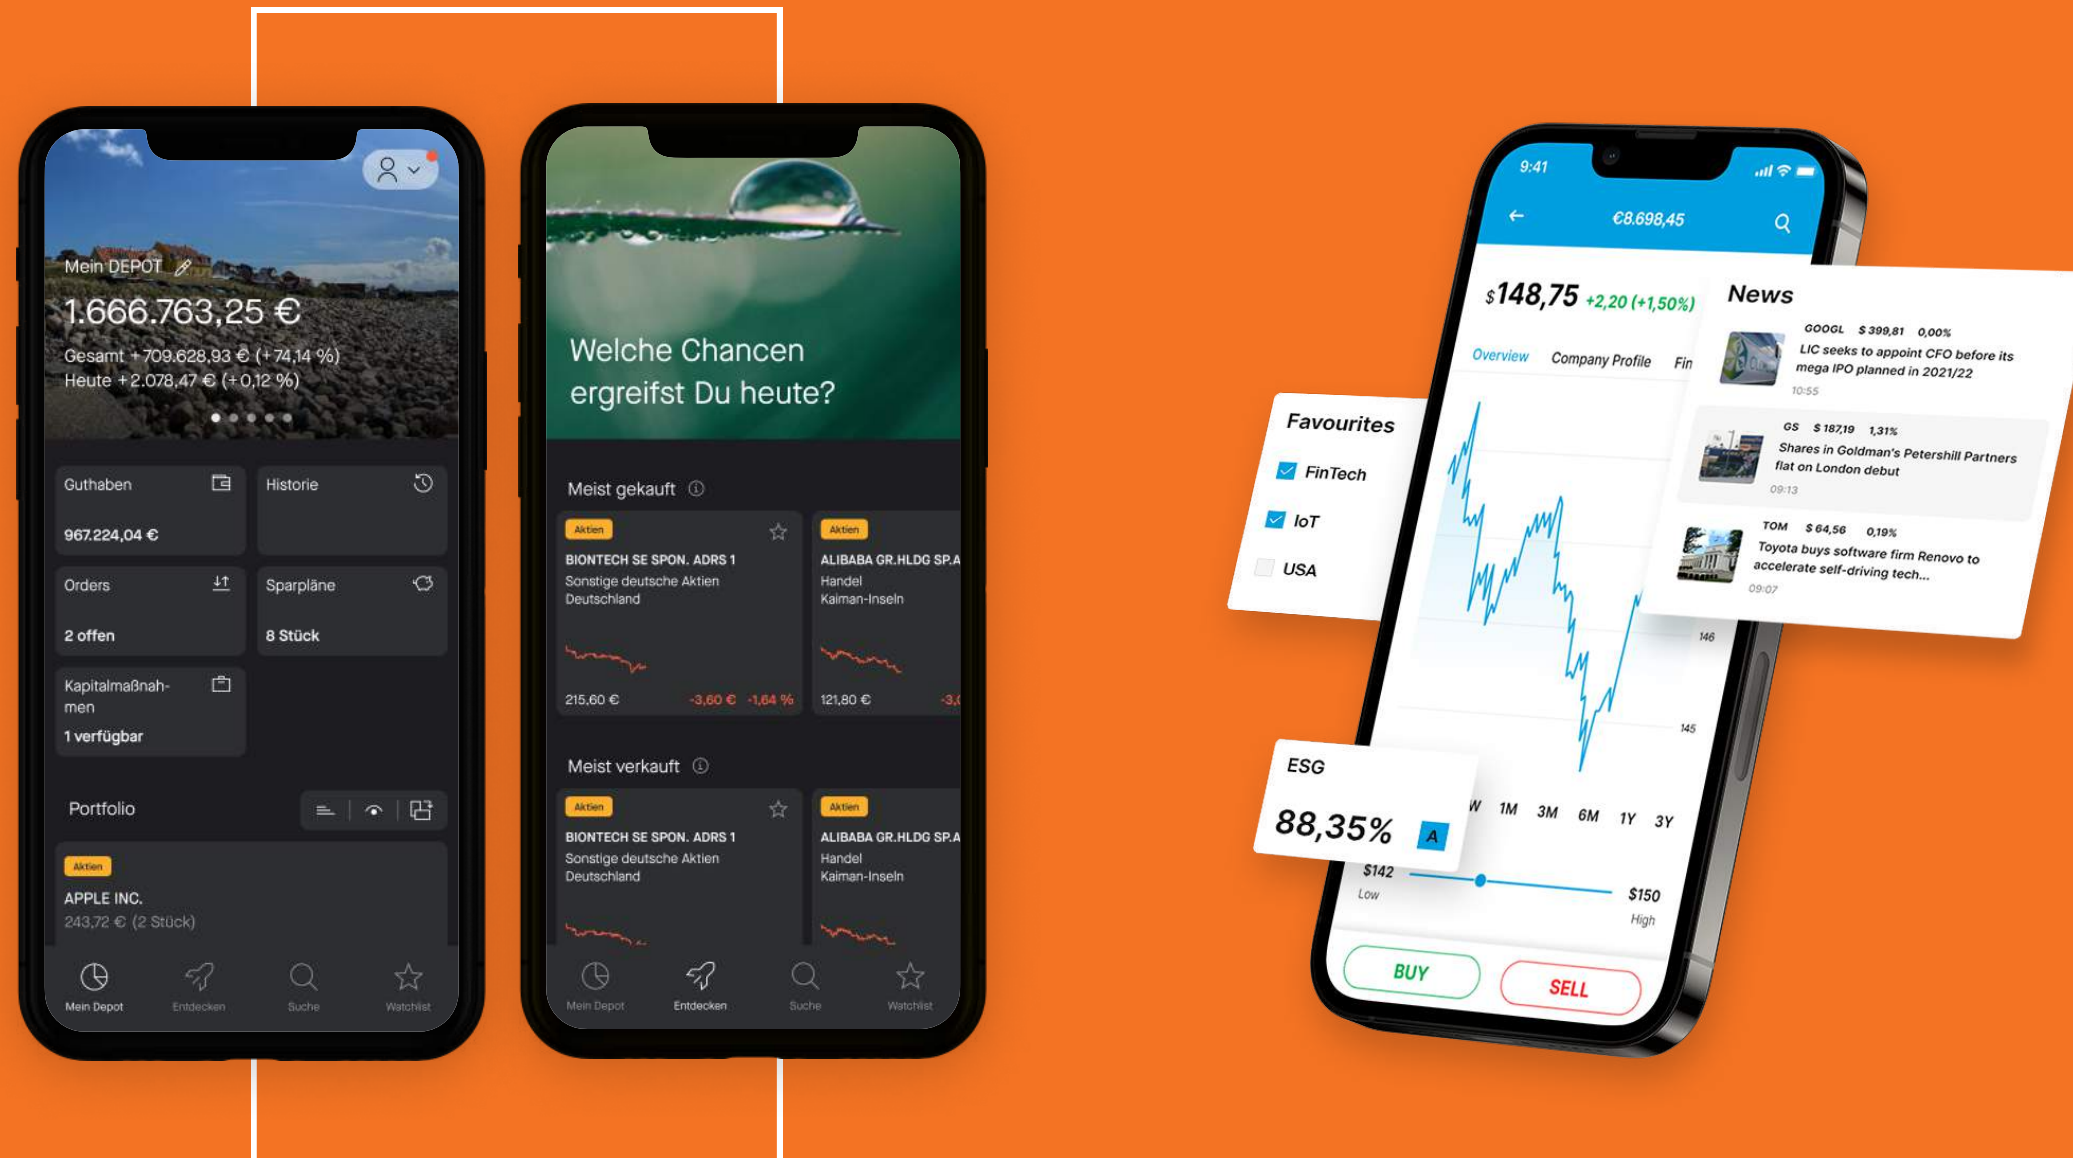 Mein DEPOT
1.666.763,25 €
Gesamt +709.628,93 € (+74,14 %)
Heute +2.078,47 € (+0,12 %)
Guthaben
967.224,04 €
Historie
Orders
2 offen
Sparpläne
8 Stück
Kapitalmaßnah-
men
1 verfügbar
Portfolio
Aktien
APPLE INC.
243,72 € (2 Stück)
Mein Depot
Entdecken
Suche
Watchlist
Welche Chancen
ergreifst Du heute?
Meist gekauft
Aktien
BIONTECH SE SPON. ADRS 1
Sonstige deutsche Aktien
Deutschland
215,60 € -3,60 € -1,64 %
Aktien
ALIBABA GR.HLDG SP.A
Handel
Kaiman-Inseln
121,80 € -3,0
Meist verkauft
Aktien
BIONTECH SE SPON. ADRS 1
Sonstige deutsche Aktien
Deutschland
Aktien
ALIBABA GR.HLDG SP.A
Handel
Kaiman-Inseln
Mein Depot
Entdecken
Suche
Watchlist
9:41
€8.698,45
$148,75 +2,20 (+1,50%)
Overview Company Profile Fin
146
145
W 1M 3M 6M 1Y 3Y
$142
Low
$150
High
BUY
SELL
Favourites
FinTech
IoT
USA
ESG
88,35% A
News
GOOGL $ 399,81 0,00%
LIC seeks to appoint CFO before its
mega IPO planned in 2021/22
10:55
GS $ 187,19 1,31%
Shares in Goldman's Petershill Partners
flat on London debut
09:13
TOM $ 64,56 0,19%
Toyota buys software firm Renovo to
accelerate self-driving tech...
09:07